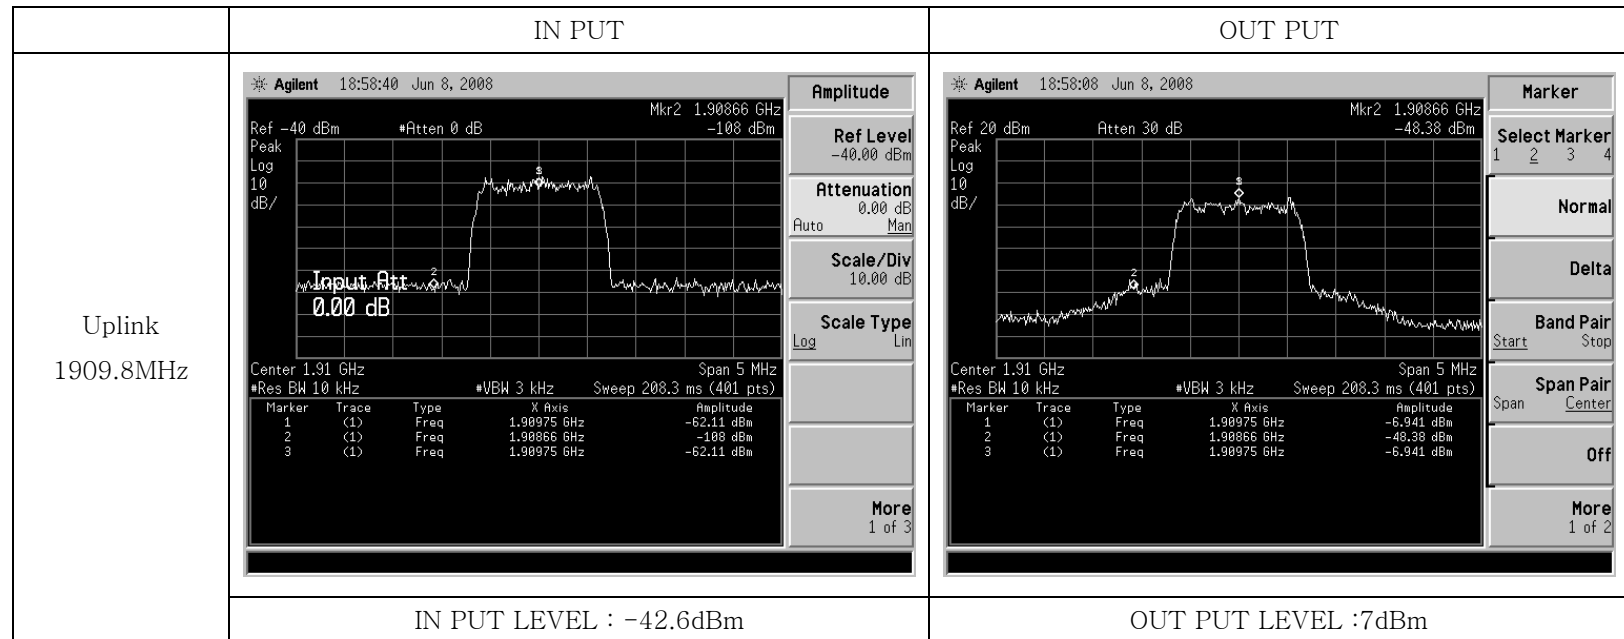 IN PUT
OUT PUT
Uplink
1909.8MHz
Agilent 18:58:40 Jun 8, 2008
Mkr2 1.90866 GHz
Ref -40 dBm #Atten 0 dB -108 dBm
Peak
Log
10
dB/
3
2
Input Att
0.00 dB
Center 1.91 GHz Span 5 MHz
#Res BW 10 kHz #VBW 3 kHz Sweep 208.3 ms (401 pts)
Marker Trace Type X Axis Amplitude
1 (1) Freq 1.90975 GHz -62.11 dBm
2 (1) Freq 1.90866 GHz -108 dBm
3 (1) Freq 1.90975 GHz -62.11 dBm
Amplitude
Ref Level
-40.00 dBm
Attenuation
0.00 dB
Auto Man
Scale/Div
10.00 dB
Scale Type
Log Lin
More
1 of 3
Agilent 18:58:08 Jun 8, 2008
Mkr2 1.90866 GHz
Ref 20 dBm Atten 30 dB -48.38 dBm
Peak
Log
10
dB/
3
2
Center 1.91 GHz Span 5 MHz
#Res BW 10 kHz #VBW 3 kHz Sweep 208.3 ms (401 pts)
Marker Trace Type X Axis Amplitude
1 (1) Freq 1.90975 GHz -6.941 dBm
2 (1) Freq 1.90866 GHz -48.38 dBm
3 (1) Freq 1.90975 GHz -6.941 dBm
Marker
Select Marker
1 2 3 4
Normal
Delta
Band Pair
Start Stop
Span Pair
Span Center
Off
More
1 of 2
IN PUT LEVEL : -42.6dBm
OUT PUT LEVEL :7dBm